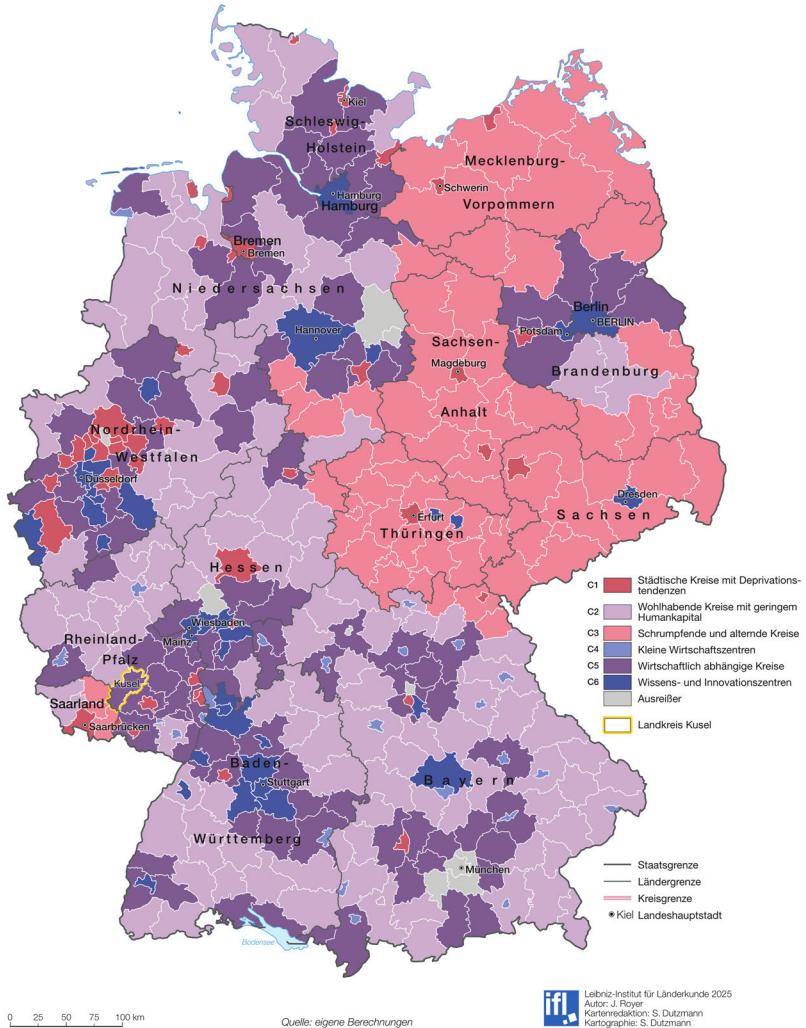 Kiel
Schleswig-
Holstein
Mecklenburg-
Schwerin
Vorpommern
Hamburg
Hamburg
Bremen
Bremen
Niedersachsen
Berlin
BERLIN
Potsdam
Hannover
Sachsen-
Magdeburg
Brandenburg
Anhalt
Nordrhein-
Westfalen
Düsseldorf
Dresden
Sachsen
Erfurt
Thüringen
Hessen
Wiesbaden
Mainz
Rheinland-
Pfalz
Kusel
Saarland
Saarbrücken
Baden-
Stuttgart
Bayern
Württemberg
München
Bodensee
C1 Städtische Kreise mit Deprivations-
tendenzen
C2 Wohlhabende Kreise mit geringem
Humankapital
C3 Schrumpfende und alternde Kreise
C4 Kleine Wirtschaftszentren
C5 Wirtschaftlich abhängige Kreise
C6 Wissens- und Innovationszentren
Ausreißer
Landkreis Kusel
Staatsgrenze
Ländergrenze
Kreisgrenze
Kiel Landeshauptstadt
0 25 50 75 100 km
Quelle: eigene Berechnungen
ifl
Leibniz-Institut für Länderkunde 2025
Autor: J. Royer
Kartenredaktion: S. Dutzmann
Kartographie: S. Dutzmann